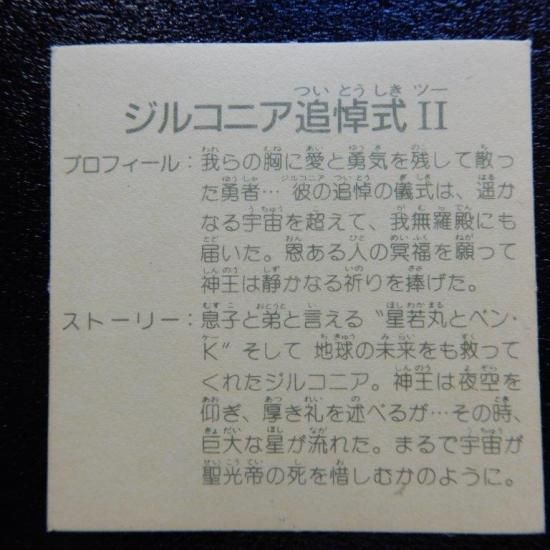 ジルコニア追悼式II
プロフィール：我らの胸に愛と勇気を残して散っ
た勇者… 彼の追悼の儀式は、遥か
なる宇宙を超えて、我無羅殿にも
届いた。恩ある人の冥福を願って
神王は静かなる祈りを捧げた。
ストーリー：息子と弟と言える〝星若丸とベン・
K〟そして 地球の未来をも救って
くれたジルコニア。神王は夜空を
仰ぎ、厚き礼を述べるが…その時、
巨大な星が流れた。まるで宇宙が
聖光帝の死を惜しむかのように。